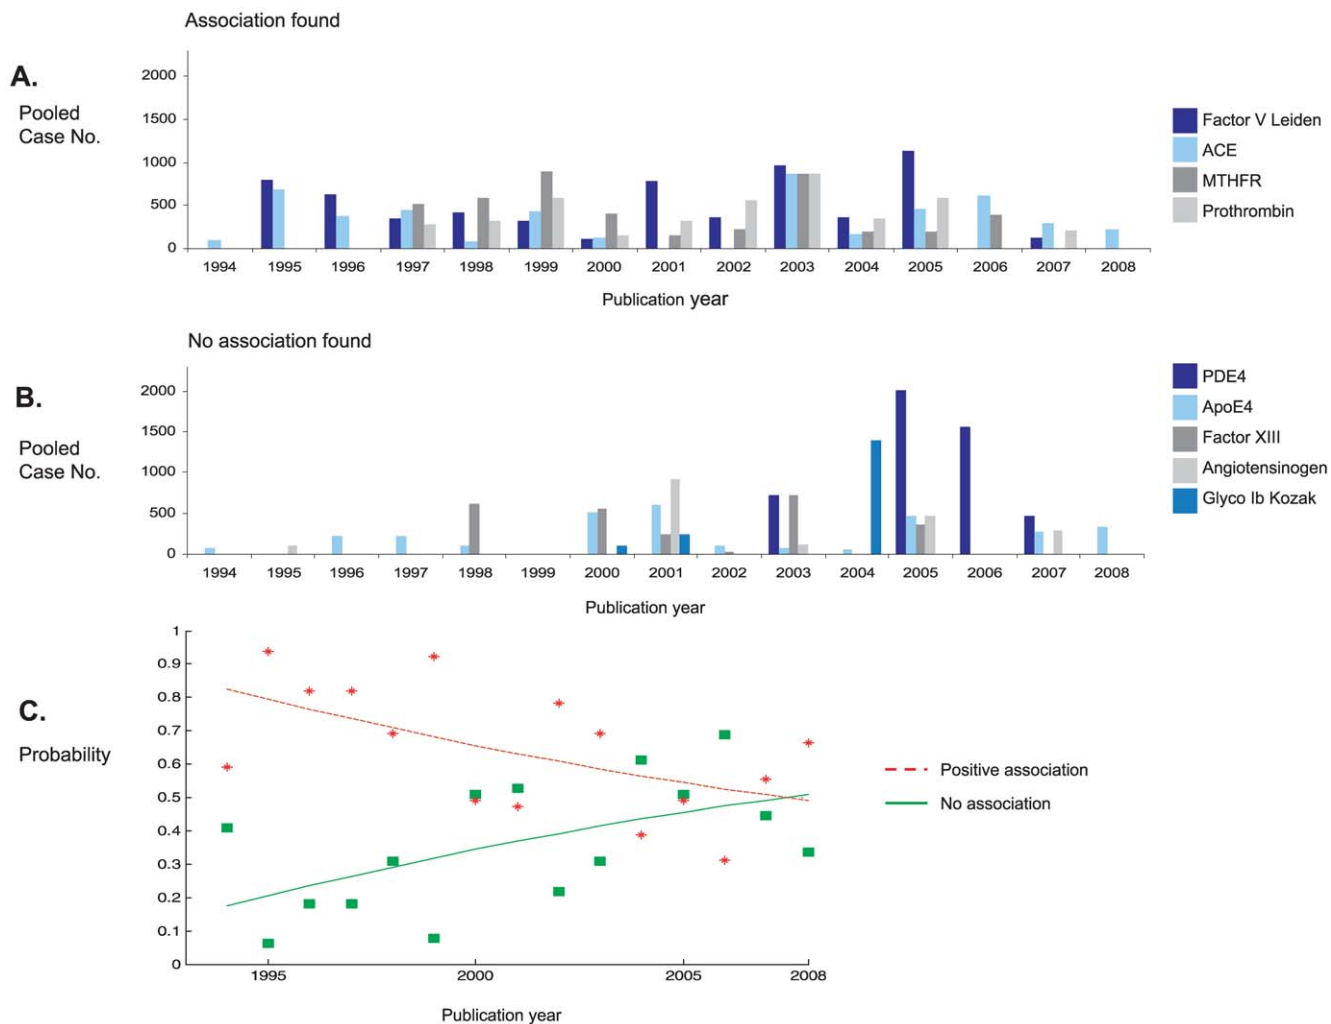 Association found
A.
Pooled
Case No.
2000
1500
1000
500
0
1994 1995 1996 1997 1998 1999 2000 2001 2002 2003 2004 2005 2006 2007 2008
Publication year
Factor V Leiden
ACE
MTHFR
Prothrombin
No association found
B.
Pooled
Case No.
2000
1500
1000
500
0
1994 1995 1996 1997 1998 1999 2000 2001 2002 2003 2004 2005 2006 2007 2008
Publication year
PDE4
ApoE4
Factor XIII
Angiotensinogen
Glyco Ib Kozak
C.
Probability
1
0.9
0.8
0.7
0.6
0.5
0.4
0.3
0.2
0.1
0
1995 2000 2005 2008
Publication year
Positive association
No association